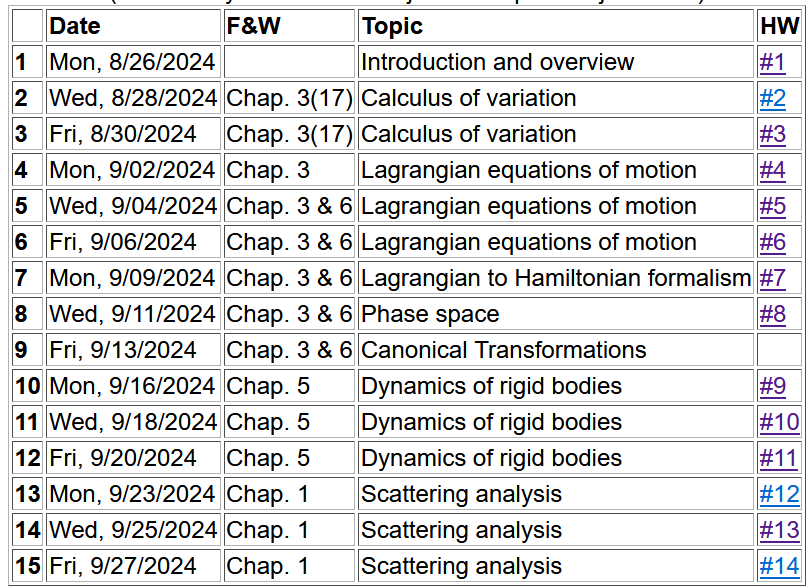 Date F&W Topic HW
1 Mon, 8/26/2024 Introduction and overview #1
2 Wed, 8/28/2024 Chap. 3(17) Calculus of variation #2
3 Fri, 8/30/2024 Chap. 3(17) Calculus of variation #3
4 Mon, 9/02/2024 Chap. 3 Lagrangian equations of motion #4
5 Wed, 9/04/2024 Chap. 3 & 6 Lagrangian equations of motion #5
6 Fri, 9/06/2024 Chap. 3 & 6 Lagrangian equations of motion #6
7 Mon, 9/09/2024 Chap. 3 & 6 Lagrangian to Hamiltonian formalism #7
8 Wed, 9/11/2024 Chap. 3 & 6 Phase space #8
9 Fri, 9/13/2024 Chap. 3 & 6 Canonical Transformations
10 Mon, 9/16/2024 Chap. 5 Dynamics of rigid bodies #9
11 Wed, 9/18/2024 Chap. 5 Dynamics of rigid bodies #10
12 Fri, 9/20/2024 Chap. 5 Dynamics of rigid bodies #11
13 Mon, 9/23/2024 Chap. 1 Scattering analysis #12
14 Wed, 9/25/2024 Chap. 1 Scattering analysis #13
15 Fri, 9/27/2024 Chap. 1 Scattering analysis #14